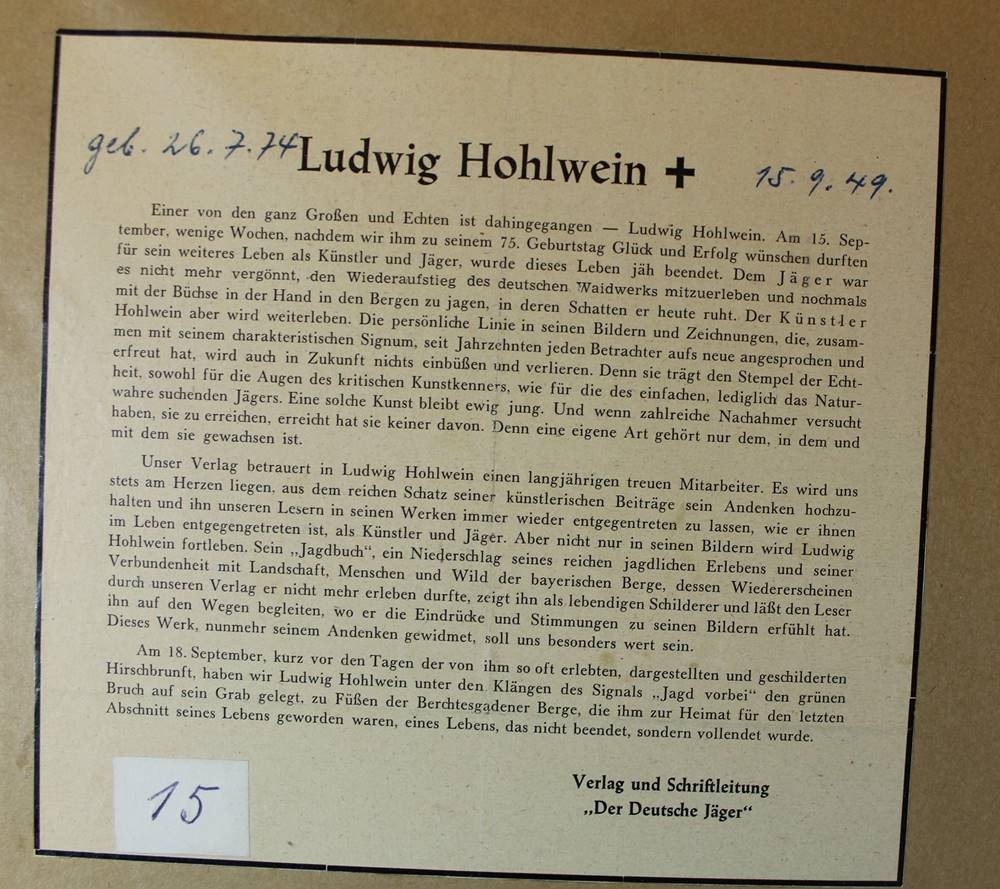 geb. 26.7.74 Ludwig Hohlwein + 15.9.49.
Einer von den ganz Großen und Echten ist dahingegangen — Ludwig Hohlwein. Am 15. Sep-
tember, wenige Wochen, nachdem wir ihm zu seinem 75. Geburtstag Glück und Erfolg wünschen durften
für sein weiteres Leben als Künstler und Jäger, wurde dieses Leben jäh beendet. Dem Jäger war
es nicht mehr vergönnt, den Wiederaufstieg des deutschen Waidwerks mitzuerleben und nochmals
mit der Büchse in der Hand in den Bergen zu jagen, in deren Schatten er heute ruht. Der Künstler
Hohlwein aber wird weiterleben. Die persönliche Linie in seinen Bildern und Zeichnungen, die, zusam-
men mit seinem charakteristischen Signum, seit Jahrzehnten jeden Betrachter aufs neue angesprochen und
erfreut hat, wird auch in Zukunft nichts einbüßen und verlieren. Denn sie trägt den Stempel der Echt-
heit, sowohl für die Augen des kritischen Kunstkenners, wie für die des einfachen, lediglich das Natur-
wahre suchenden Jägers. Eine solche Kunst bleibt ewig jung. Und wenn zahlreiche Nachahmer versucht
haben, sie zu erreichen, erreicht hat sie keiner davon. Denn eine eigene Art gehört nur dem, in dem und
mit dem sie gewachsen ist.
Unser Verlag betrauert in Ludwig Hohlwein einen langjährigen treuen Mitarbeiter. Es wird uns
stets am Herzen liegen, aus dem reichen Schatz seiner künstlerischen Beiträge sein Andenken hochzu-
halten und ihn unseren Lesern in seinen Werken immer wieder entgegentreten zu lassen, wie er ihnen
im Leben entgegengetreten ist, als Künstler und Jäger. Aber nicht nur in seinen Bildern wird Ludwig
Hohlwein fortleben. Sein „Jagdbuch“, ein Niederschlag seines reichen jagdlichen Erlebens und seiner
Verbundenheit mit Landschaft, Menschen und Wild der bayerischen Berge, dessen Wiedererscheinen
durch unseren Verlag er nicht mehr erleben durfte, zeigt ihn als lebendigen Schilderer und läßt den Leser
ihn auf den Wegen begleiten, wo er die Eindrücke und Stimmungen zu seinen Bildern erfühlt hat.
Dieses Werk, nunmehr seinem Andenken gewidmet, soll uns besonders wert sein.
Am 18. September, kurz vor den Tagen der von ihm so oft erlebten, dargestellten und geschilderten
Hirschbrunft, haben wir Ludwig Hohlwein unter den Klängen des Signals „Jagd vorbei“ den grünen
Bruch auf sein Grab gelegt, zu Füßen der Berchtesgadener Berge, die ihm zur Heimat für den letzten
Abschnitt seines Lebens geworden waren, eines Lebens, das nicht beendet, sondern vollendet wurde.
Verlag und Schriftleitung
„Der Deutsche Jäger“
15